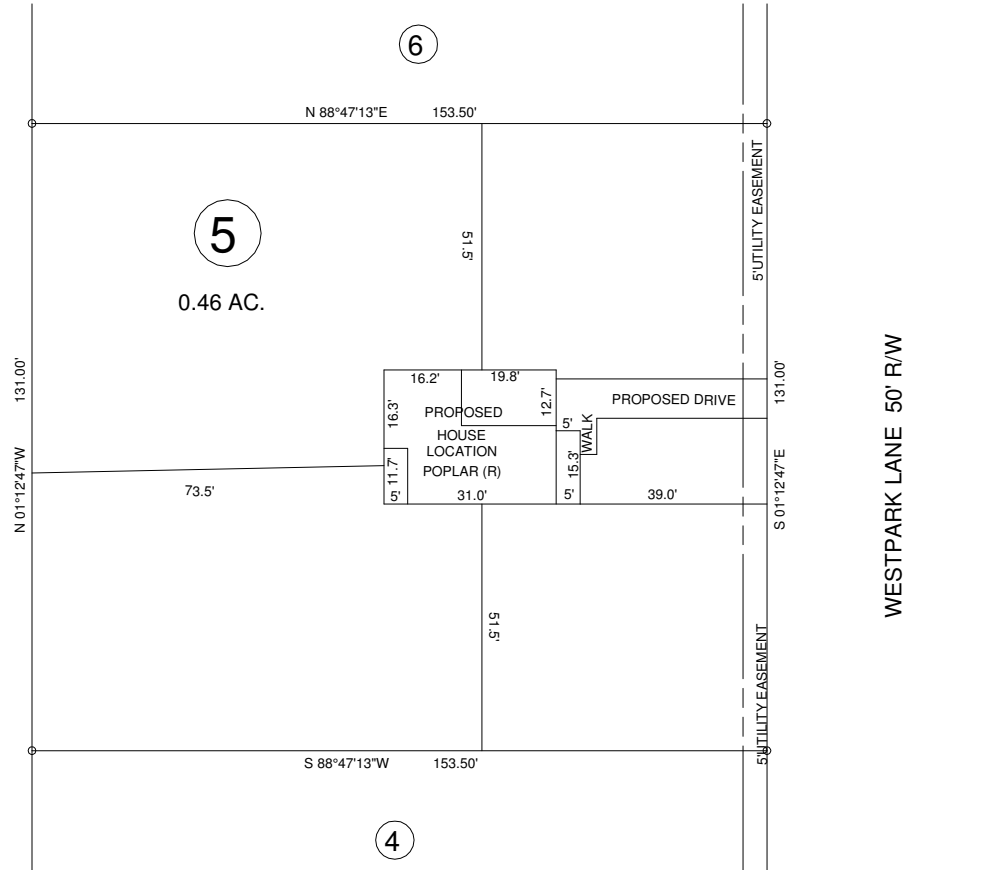 6
N 88°47'13"E 153.50'
5'UTILITY EASEMENT
5
0.46 AC.
51.5'
131.00'
N 01°12'47"W
16.2'
19.8'
16.3'
12.7'
PROPOSED
HOUSE
LOCATION
POPLAR (R)
11.7'
5'
31.0'
5'
WALK
15.3'
5'
PROPOSED DRIVE
39.0'
73.5'
131.00'
S 01°12'47"E
WESTPARK LANE 50' R/W
51.5'
5'UTILITY EASEMENT
S 88°47'13"W 153.50'
4